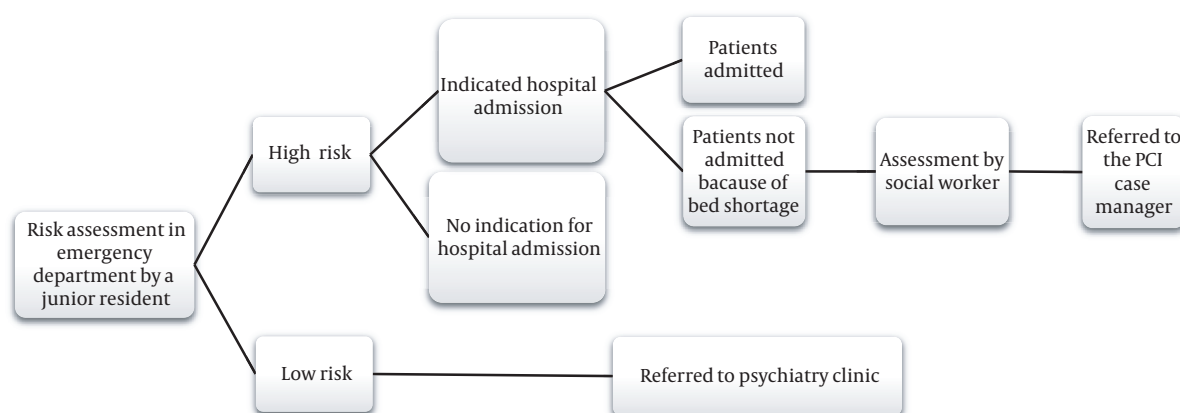 Risk assessment in
emergency
department by a
junior resident
High risk
Low risk
Indicated hospital
admission
No indication for
hospital admission
Patients
admitted
Patients not
admitted
bacause of
bed shortage
Assessment by
social worker
Referred to
the PCI
case
manager
Referred to psychiatry clinic